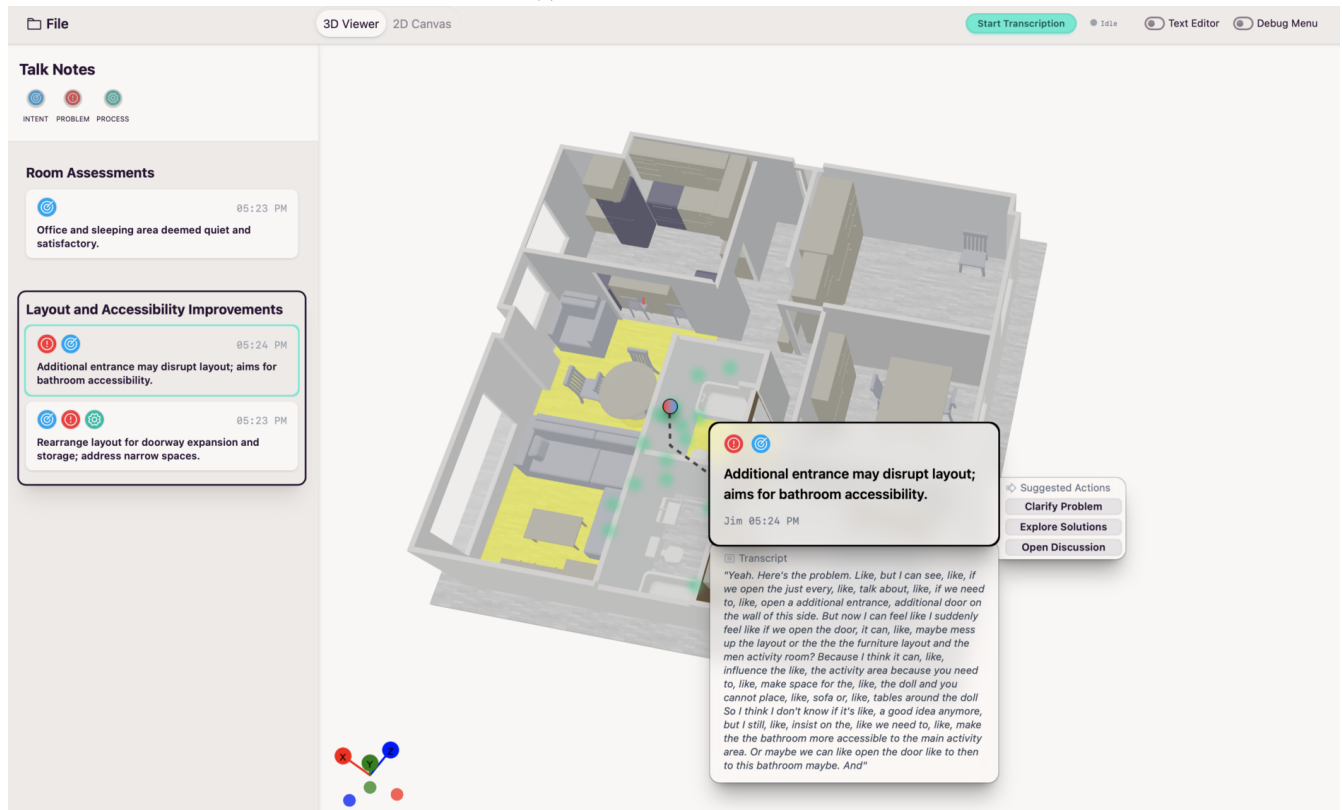 File
3D Viewer
2D Canvas
Start Transcription
Idle
Text Editor
Debug Menu
Talk Notes
INTENT
PROBLEM
PROCESS
Room Assessments
05:23 PM
Office and sleeping area deemed quiet and
satisfactory.
Layout and Accessibility Improvements
05:24 PM
Additional entrance may disrupt layout; aims for
bathroom accessibility.
05:23 PM
Rearrange layout for doorway expansion and
storage; address narrow spaces.
Additional entrance may disrupt layout;
aims for bathroom accessibility.
Jim 05:24 PM
Suggested Actions
Clarify Problem
Explore Solutions
Open Discussion
Transcript
"Yeah. Here's the problem. Like, but I can see, like, if
we open the just every, like, talk about, like, if we need
to, like, open a additional entrance, additional door on
the wall of this side. But now I can feel like I suddenly
feel like if we open the door, it can, like, maybe mess
up the layout or the the the furniture layout and the
men activity room? Because I think it can, like,
influence the like, the activity area because you need
to, like, make space for the, like, the doll and you
cannot place, like, sofa or, like, tables around the doll
So I think I don't know if it's like, a good idea anymore,
but I still, like, insist on the, like we need to, like, make
the the bathroom more accessible to the main activity
area. Or maybe we can like open the door like to then
to this bathroom maybe. And"
X
Y
Z